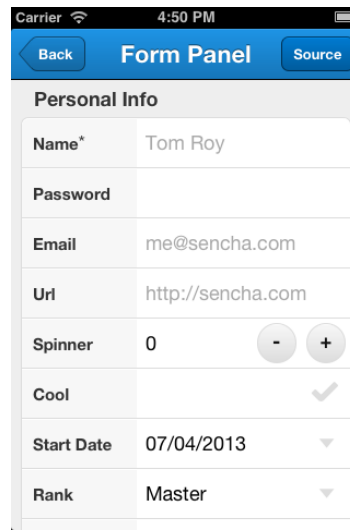 Carrier 4:50 PM
Back Form Panel Source
Personal Info
Name* Tom Roy
Password
Email me@sencha.com
Url http://sencha.com
Spinner 0 - +
Cool
Start Date 07/04/2013
Rank Master